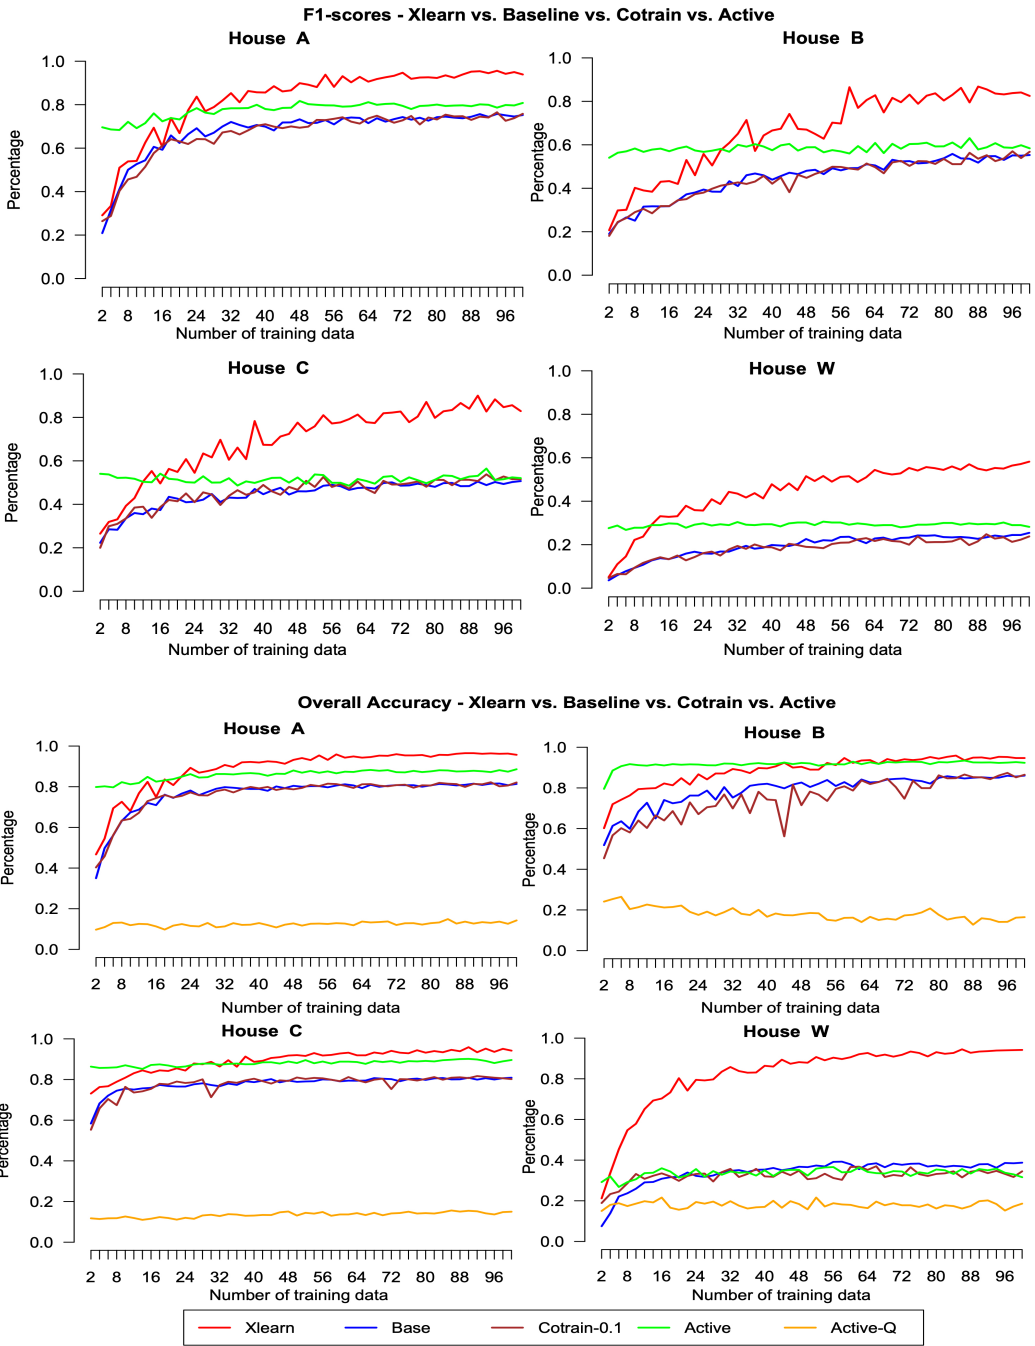 F1-scores - Xlearn vs. Baseline vs. Cotrain vs. Active
House A
Percentage
1.0
0.8
0.6
0.4
0.2
0.0
2 8 16 24 32 40 48 56 64 72 80 88 96
Number of training data
House B
Percentage
1.0
0.8
0.6
0.4
0.2
0.0
2 8 16 24 32 40 48 56 64 72 80 88 96
Number of training data
House C
Percentage
1.0
0.8
0.6
0.4
0.2
0.0
2 8 16 24 32 40 48 56 64 72 80 88 96
Number of training data
House W
Percentage
1.0
0.8
0.6
0.4
0.2
0.0
2 8 16 24 32 40 48 56 64 72 80 88 96
Number of training data
Overall Accuracy - Xlearn vs. Baseline vs. Cotrain vs. Active
House A
Percentage
1.0
0.8
0.6
0.4
0.2
0.0
2 8 16 24 32 40 48 56 64 72 80 88 96
Number of training data
House B
Percentage
1.0
0.8
0.6
0.4
0.2
0.0
2 8 16 24 32 40 48 56 64 72 80 88 96
Number of training data
House C
Percentage
1.0
0.8
0.6
0.4
0.2
0.0
2 8 16 24 32 40 48 56 64 72 80 88 96
Number of training data
House W
Percentage
1.0
0.8
0.6
0.4
0.2
0.0
2 8 16 24 32 40 48 56 64 72 80 88 96
Number of training data
Xlearn Base Cotrain-0.1 Active Active-Q